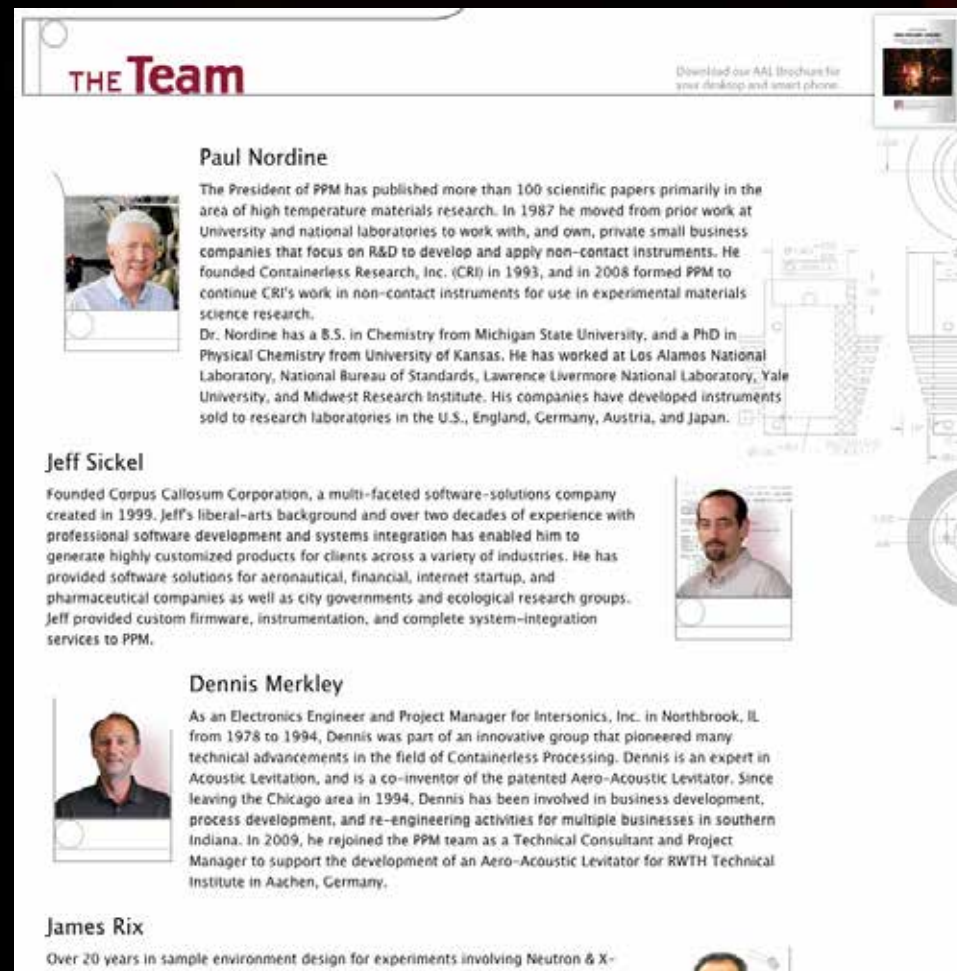 THE Team
Download our AAL Brochure for
your desktop and smart phone.
Paul Nordine
The President of PPM has published more than 100 scientific papers primarily in the
area of high temperature materials research. In 1987 he moved from prior work at
University and national laboratories to work with, and own, private small business
companies that focus on R&D to develop and apply non-contact instruments. He
founded Containerless Research, Inc. (CRI) in 1993, and in 2008 formed PPM to
continue CRI's work in non-contact instruments for use in experimental materials
science research.
Dr. Nordine has a B.S. in Chemistry from Michigan State University, and a PhD in
Physical Chemistry from University of Kansas. He has worked at Los Alamos National
Laboratory, National Bureau of Standards, Lawrence Livermore National Laboratory, Yale
University, and Midwest Research Institute. His companies have developed instruments
sold to research laboratories in the U.S., England, Germany, Austria, and Japan.
Jeff Sickel
Founded Corpus Callosum Corporation, a multi-faceted software-solutions company
created in 1999. Jeff's liberal-arts background and over two decades of experience with
professional software development and systems integration has enabled him to
generate highly customized products for clients across a variety of industries. He has
provided software solutions for aeronautical, financial, internet startup, and
pharmaceutical companies as well as city governments and ecological research groups.
Jeff provided custom firmware, instrumentation, and complete system-integration
services to PPM.
Dennis Merkley
As an Electronics Engineer and Project Manager for Intersonics, Inc. in Northbrook, IL
from 1978 to 1994, Dennis was part of an innovative group that pioneered many
technical advancements in the field of Containerless Processing. Dennis is an expert in
Acoustic Levitation, and is a co-inventor of the patented Aero-Acoustic Levitator. Since
leaving the Chicago area in 1994, Dennis has been involved in business development,
process development, and re-engineering activities for multiple businesses in southern
Indiana. In 2009, he rejoined the PPM team as a Technical Consultant and Project
Manager to support the development of an Aero-Acoustic Levitator for RWTH Technical
Institute in Aachen, Germany.
James Rix
Over 20 years in sample environment design for experiments involving Neutron & X-